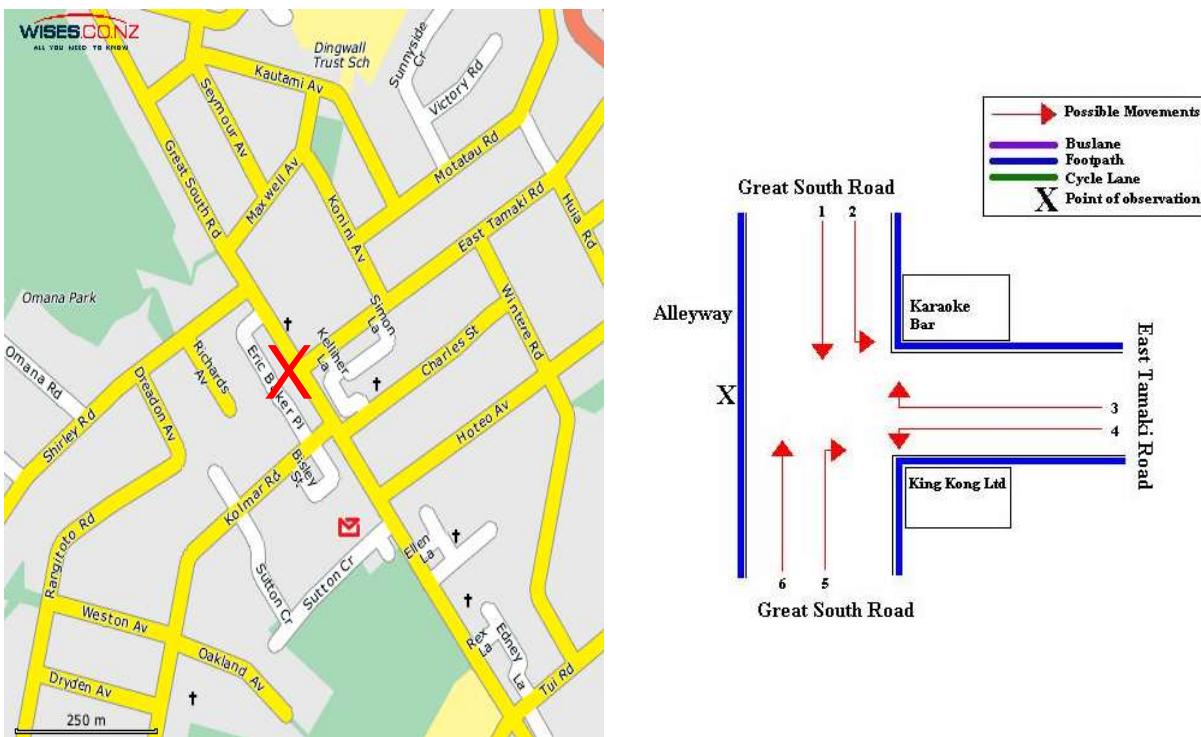 WISES.CO.NZ
ALL YOU NEED TO KNOW
Dingwall
Trust Sch
Sunnyside
Cr
Kautami Av
Victory Rd
Seymour Av
Great South Rd
Maxwell Av
Motatau Rd
Konini Av
East Tamaki Rd
Huia Rd
Omana Park
Simon
La
Kelliher
La
Charles St
Wintere Rd
Omana Rd
Richards
Av
X
Eric Baker Pl
Dreadon Av
Shirley Rd
Hoteo Av
Bisley
St
Kolmar Rd
Rangitoto Rd
Ellen
La
Sutton Cr
Sutton Cr
Weston Av
Rex
La
Edney
La
Oakland Av
Tui Rd
Dryden Av
250 m
Possible Movements
Buslane
Footpath
Cycle Lane
X Point of observation
Great South Road
1 2
Alleyway
Karaoke
Bar
East Tamaki Road
X
3
4
King Kong Ltd
6 5
Great South Road